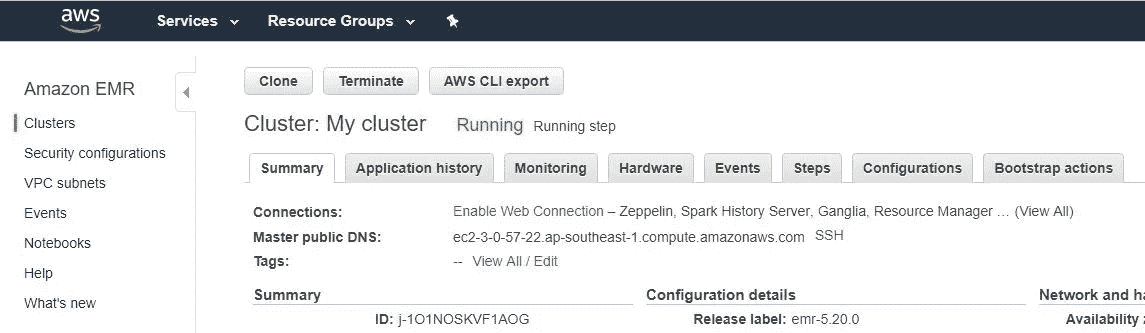 aws Services Resource Groups
Amazon EMR
Clusters
Security configurations
VPC subnets
Events
Notebooks
Help
What's new
Clone Terminate AWS CLI export
Cluster: My cluster Running Running step
Summary Application history Monitoring Hardware Events Steps Configurations Bootstrap actions
Connections: Enable Web Connection – Zeppelin, Spark History Server, Ganglia, Resource Manager … (View All)
Master public DNS: ec2-3-0-57-22.ap-southeast-1.compute.amazonaws.com SSH
Tags: -- View All / Edit
Summary Configuration details Network and ha
ID: j-1O1NOSKVF1AOG Release label: emr-5.20.0 Availability